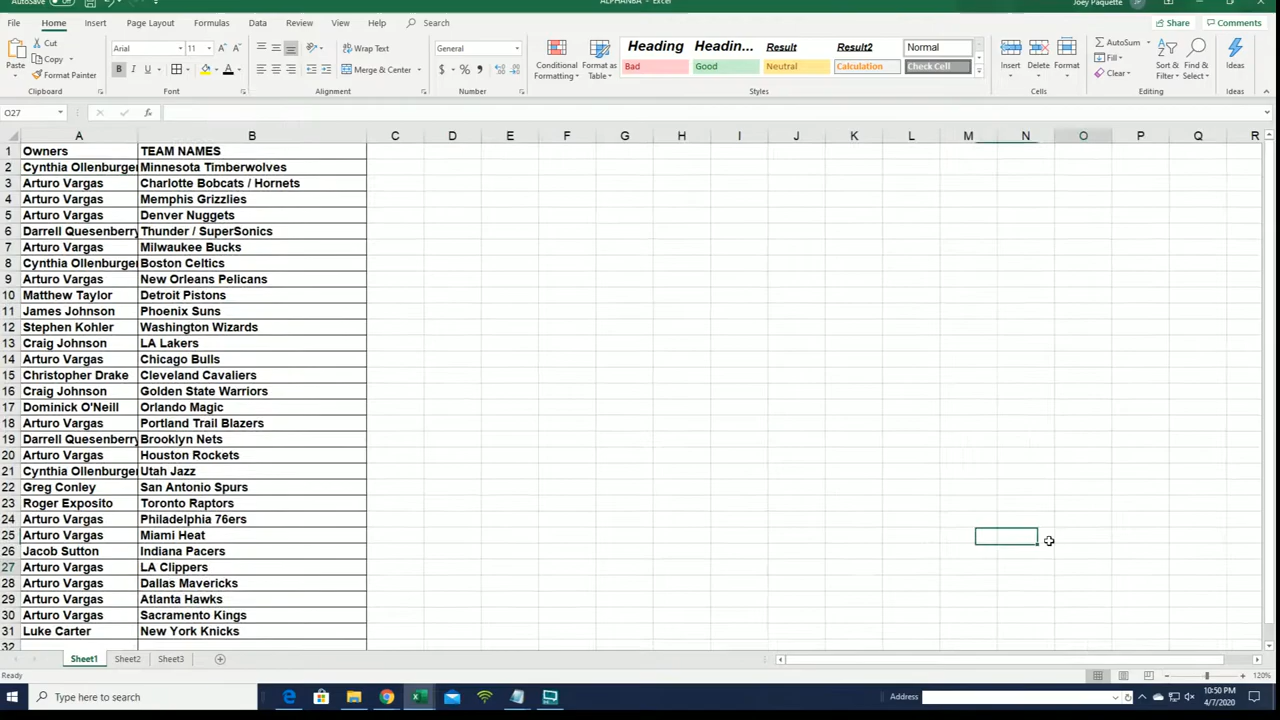 AutoSave Off ALPHANBA - Excel Joey Paquette JP
File Home Insert Page Layout Formulas Data Review View Help Search Share Comments
Paste Cut Copy Format Painter Clipboard
Arial 11 A A B I U A Font
Wrap Text Merge & Center Alignment
General $ % , Number
Conditional Formatting Format as Table
Heading Headin... Result Result2 Normal
Bad Good Neutral Calculation Check Cell
Styles
Insert Delete Format Cells
AutoSum Fill Clear Sort & Filter Find & Select Editing
Ideas Ideas
O27 fx
A B C D E F G H I J K L M N O P Q R
1 Owners TEAM NAMES
2 Cynthia Ollenburger Minnesota Timberwolves
3 Arturo Vargas Charlotte Bobcats / Hornets
4 Arturo Vargas Memphis Grizzlies
5 Arturo Vargas Denver Nuggets
6 Darrell Quesenberry Thunder / SuperSonics
7 Arturo Vargas Milwaukee Bucks
8 Cynthia Ollenburger Boston Celtics
9 Arturo Vargas New Orleans Pelicans
10 Matthew Taylor Detroit Pistons
11 James Johnson Phoenix Suns
12 Stephen Kohler Washington Wizards
13 Craig Johnson LA Lakers
14 Arturo Vargas Chicago Bulls
15 Christopher Drake Cleveland Cavaliers
16 Craig Johnson Golden State Warriors
17 Dominick O'Neill Orlando Magic
18 Arturo Vargas Portland Trail Blazers
19 Darrell Quesenberry Brooklyn Nets
20 Arturo Vargas Houston Rockets
21 Cynthia Ollenburger Utah Jazz
22 Greg Conley San Antonio Spurs
23 Roger Exposito Toronto Raptors
24 Arturo Vargas Philadelphia 76ers
25 Arturo Vargas Miami Heat
26 Jacob Sutton Indiana Pacers
27 Arturo Vargas LA Clippers
28 Arturo Vargas Dallas Mavericks
29 Arturo Vargas Atlanta Hawks
30 Arturo Vargas Sacramento Kings
31 Luke Carter New York Knicks
32
Sheet1 Sheet2 Sheet3
Ready 120%
Type here to search Address 10:50 PM
4/7/2020